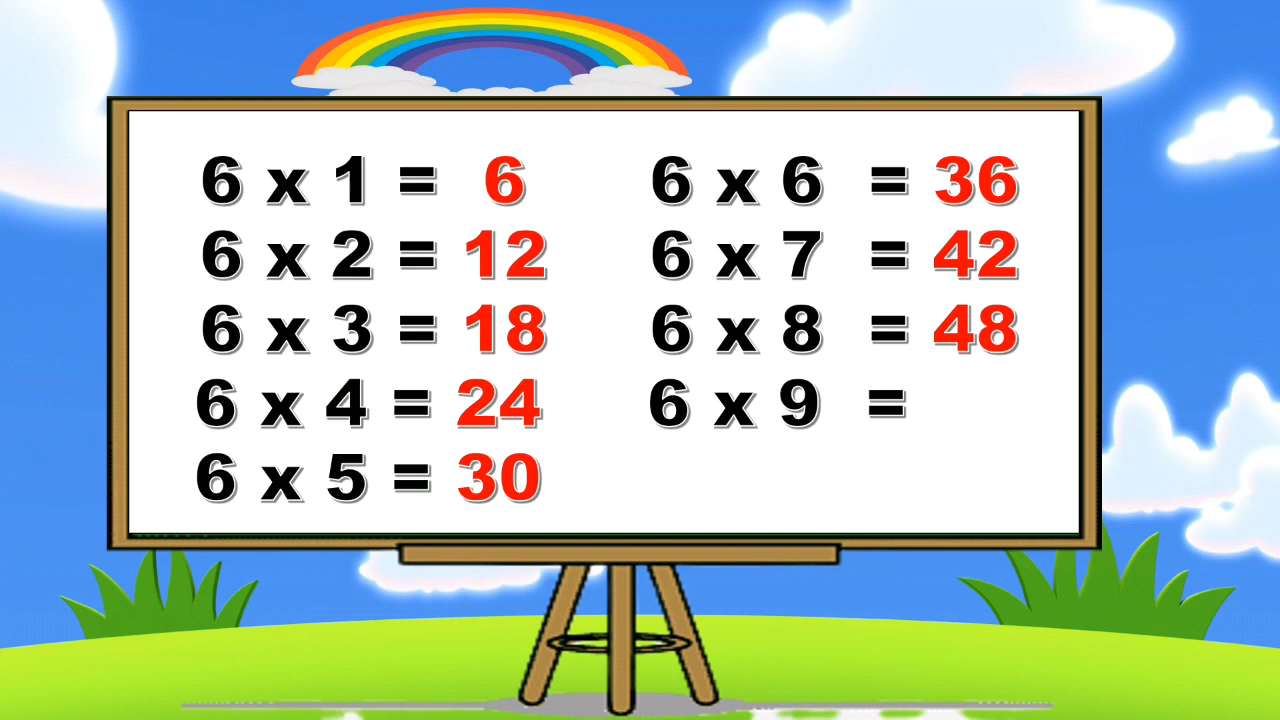 6 x 1 = 6
6 x 2 = 12
6 x 3 = 18
6 x 4 = 24
6 x 5 = 30
6 x 6 = 36
6 x 7 = 42
6 x 8 = 48
6 x 9 =